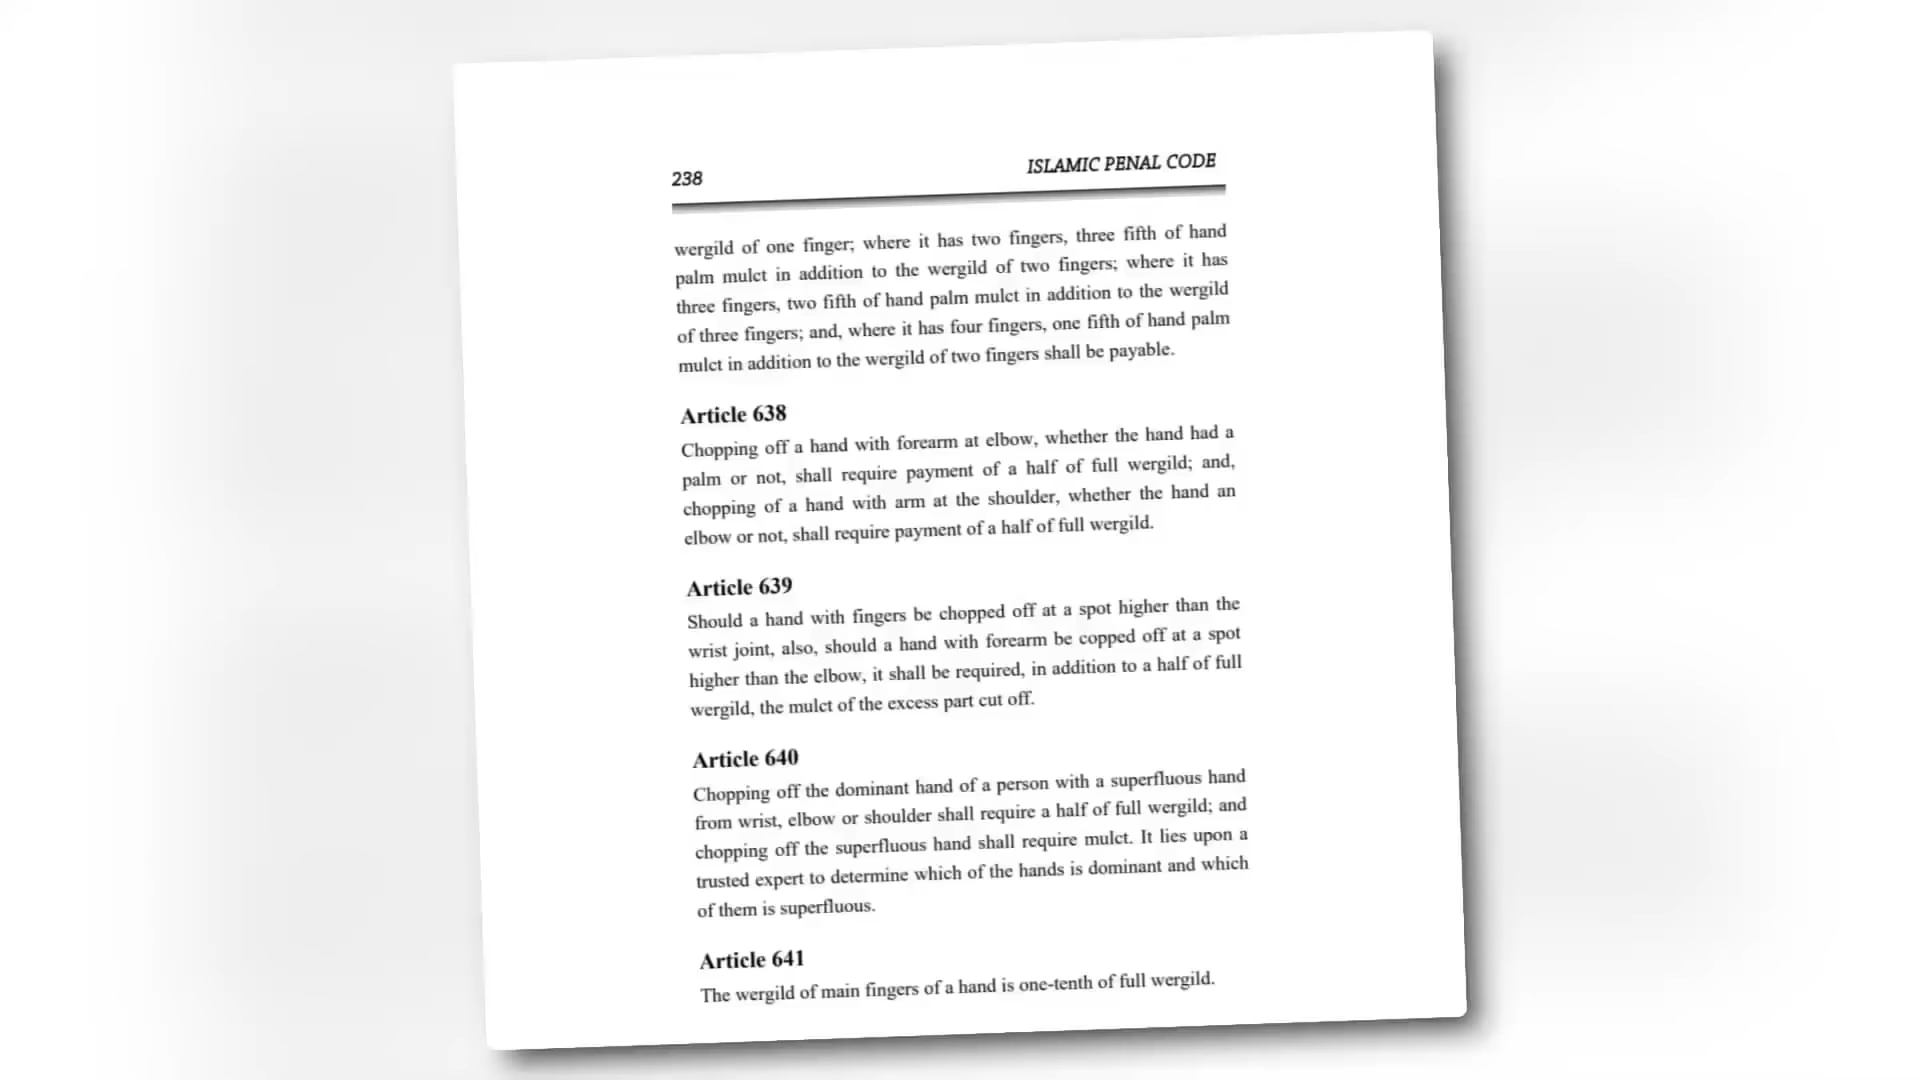 238 ISLAMIC PENAL CODE
wergild of one finger; where it has two fingers, three fifth of hand
palm mulct in addition to the wergild of two fingers; where it has
three fingers, two fifth of hand palm mulct in addition to the wergild
of three fingers; and, where it has four fingers, one fifth of hand palm
mulct in addition to the wergild of two fingers shall be payable.
Article 638
Chopping off a hand with forearm at elbow, whether the hand had a
palm or not, shall require payment of a half of full wergild; and,
chopping of a hand with arm at the shoulder, whether the hand an
elbow or not, shall require payment of a half of full wergild.
Article 639
Should a hand with fingers be chopped off at a spot higher than the
wrist joint, also, should a hand with forearm be copped off at a spot
higher than the elbow, it shall be required, in addition to a half of full
wergild, the mulct of the excess part cut off.
Article 640
Chopping off the dominant hand of a person with a superfluous hand
from wrist, elbow or shoulder shall require a half of full wergild; and
chopping off the superfluous hand shall require mulct. It lies upon a
trusted expert to determine which of the hands is dominant and which
of them is superfluous.
Article 641
The wergild of main fingers of a hand is one-tenth of full wergild.